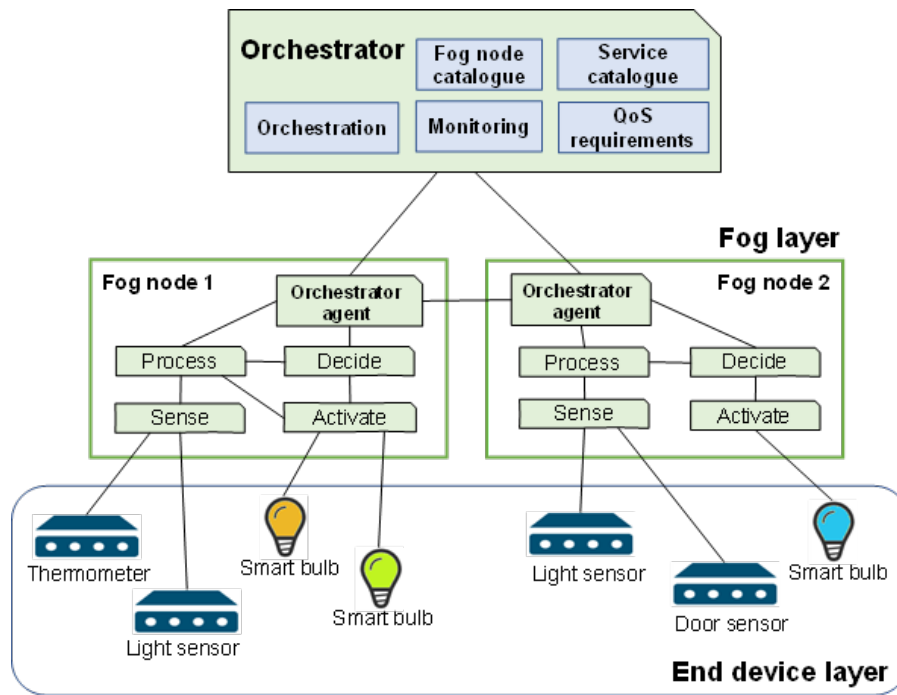 Orchestrator
Fog node
catalogue
Service
catalogue
Orchestration
Monitoring
QoS
requirements
Fog layer
Fog node 1
Orchestrator
agent
Process
Decide
Sense
Activate
Fog node 2
Orchestrator
agent
Process
Decide
Sense
Activate
Thermometer
Light sensor
Smart bulb
Smart bulb
Light sensor
Door sensor
Smart bulb
End device layer